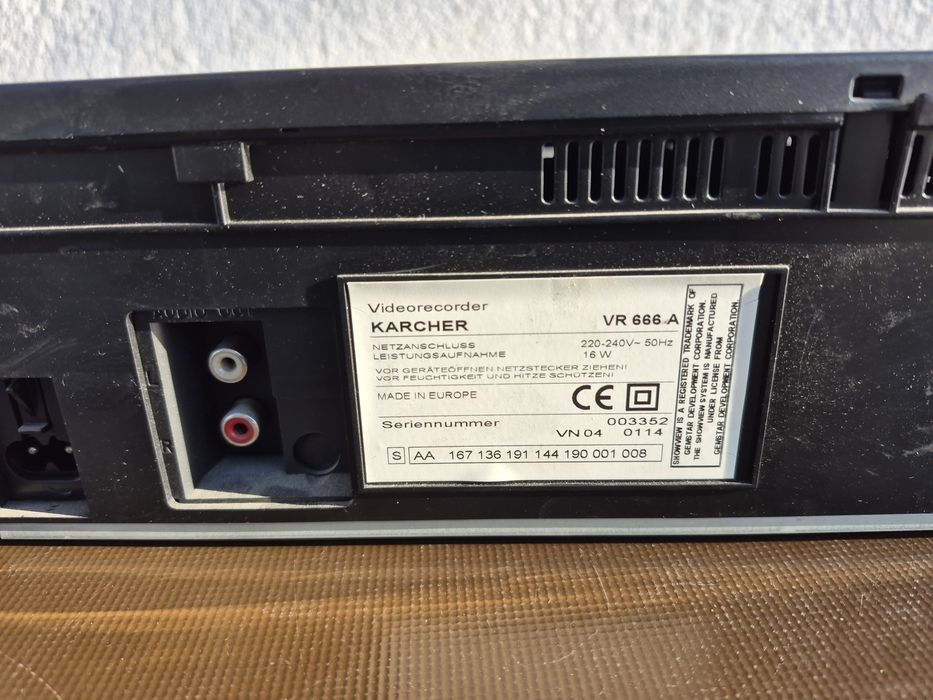 AUDIO OUT
L
R
Videorecorder
KARCHER VR 666 A
NETZANSCHLUSS 220-240V~ 50Hz
LEISTUNGSAUFNAHME 16 W
VOR GERÄTEÖFFNEN NETZSTECKER ZIEHEN!
VOR FEUCHTIGKEIT UND HITZE SCHÜTZEN!
MADE IN EUROPE CE
Seriennummer 003352
VN 04 0114
S AA 167 136 191 144 190 001 008
SHOWVIEW IS A REGISTERED TRADEMARK OF
GEMSTAR DEVELOPMENT CORPORATION.
THE SHOWVIEW SYSTEM IS MANUFACTURED
UNDER LICENSE FROM
GEMSTAR DEVELOPMENT CORPORATION.